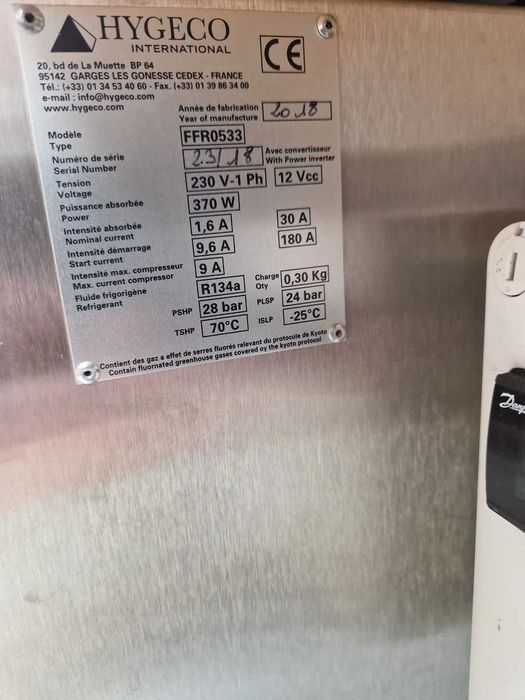 HYGECO
INTERNATIONAL
CE
20, bd de La Muette BP 64
95142 GARGES LES GONESSE CEDEX - FRANCE
Tél.: (+33) 01 34 53 40 60 - Fax. (+33) 01 39 86 34 00
e-mail : info@hygeco.com
www.hygeco.com
Année de fabrication
Year of manufacture 2018
Modèle
Type FFR0533
Numéro de série
Serial Number 23/18
Avec convertisseur
With Power inverter
Tension
Voltage 230 V-1 Ph 12 Vcc
Puissance absorbée
Power 370 W
Intensité absorbée
Nominal current 1,6 A 30 A
Intensité démarrage
Start current 9,6 A 180 A
Intensité max. compresseur
Max. current compressor 9 A
Fluide frigorigène
Refrigerant R134a
Charge
Qty 0,30 Kg
PSHP 28 bar PLSP 24 bar
TSHP 70°C ISLP -25°C
Contient des gaz a effet de serres fluorés relevant du protocole de Kyoto
Contain fluornated greenhouse gases covered oy the kyoto protocol